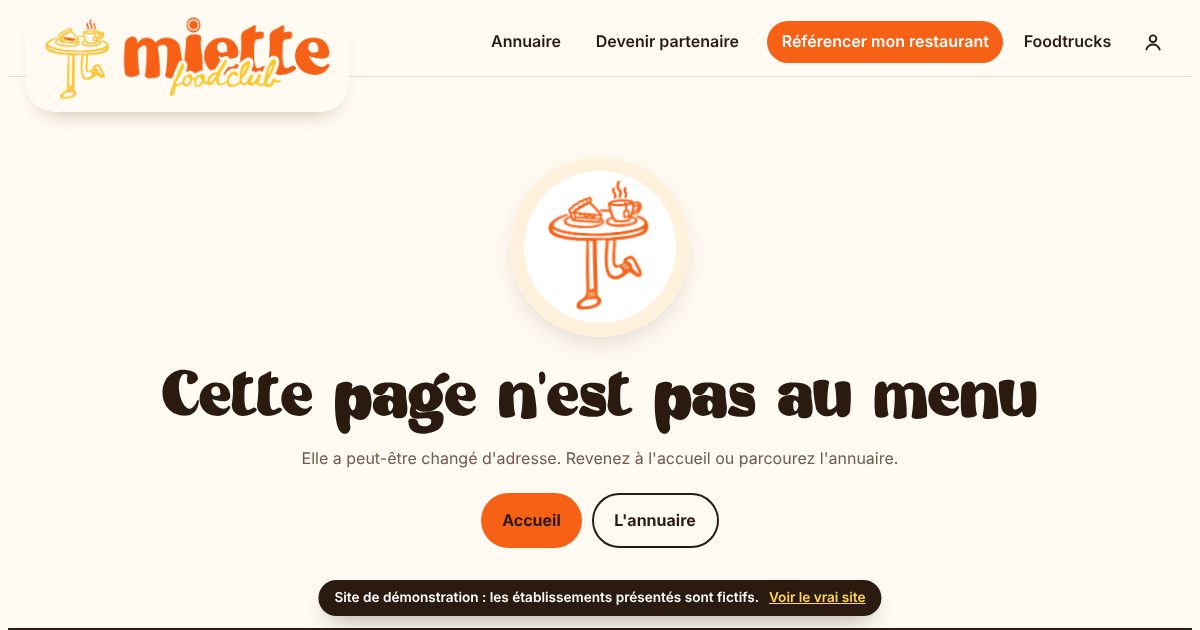 miette
foodclub
Annuaire
Devenir partenaire
Référencer mon restaurant
Foodtrucks
Cette page n'est pas au menu
Elle a peut-être changé d'adresse. Revenez à l'accueil ou parcourez l'annuaire.
Accueil
L'annuaire
Site de démonstration : les établissements présentés sont fictifs. Voir le vrai site